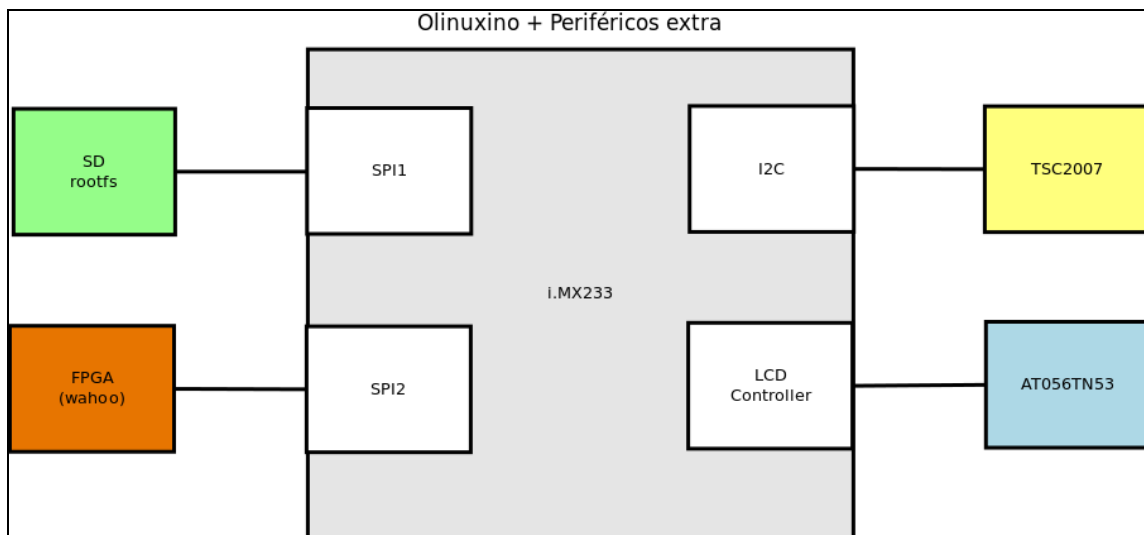 Olinuxino + Periféricos extra
SD
rootfs
SPI1
I2C
TSC2007
i.MX233
FPGA
(wahoo)
SPI2
LCD
Controller
AT056TN53